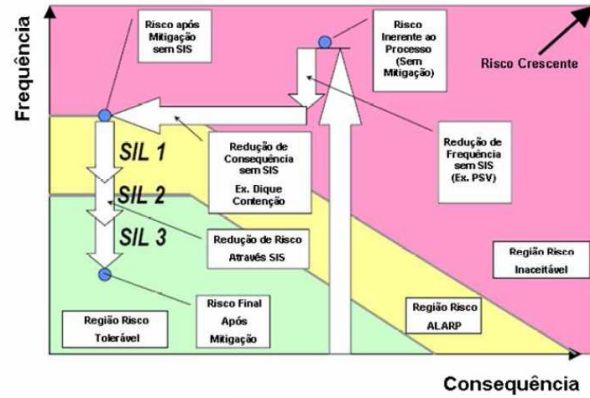 Risco após
Mitigação
sem SIS
Risco
Inerente ao
Processo
(Sem
Mitigação)
Risco Crescente
Frequência
SIL 1
SIL 2
SIL 3
Redução de
Consequência
sem SIS
Ex. Dique
Contenção
Redução de
Frequência
sem SIS
(Ex. PSV)
Redução de Risco
Através SIS
Região Risco
Inaceitável
Risco Final
Após
Mitigação
Região Risco
Tolerável
Região Risco
ALARP
Consequência